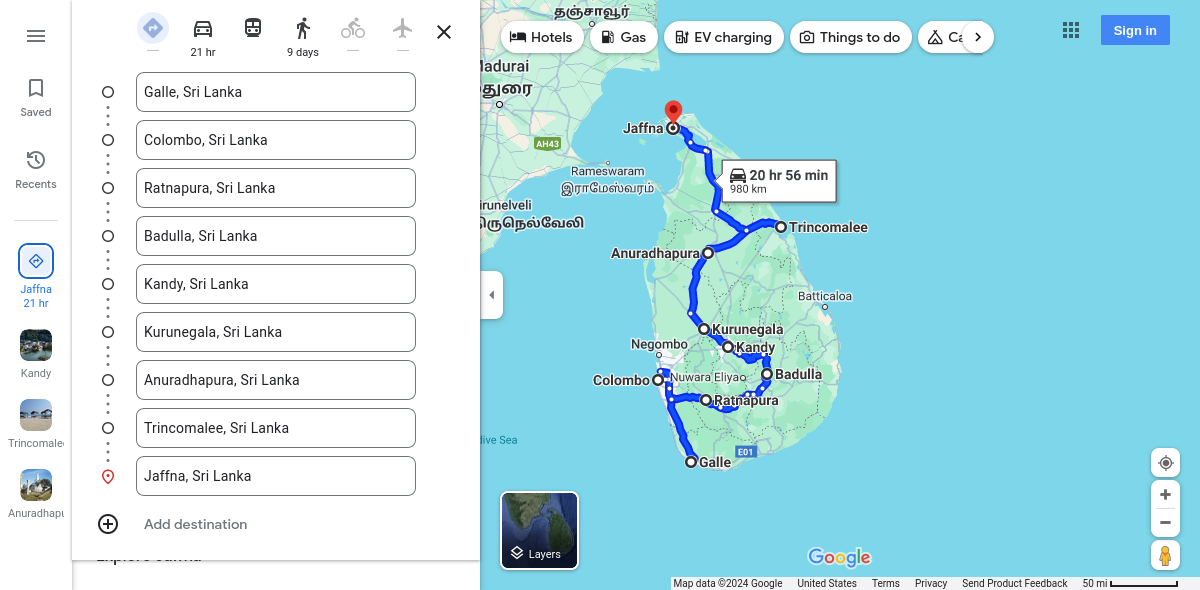 21 hr
9 days
Galle, Sri Lanka
Colombo, Sri Lanka
Ratnapura, Sri Lanka
Badulla, Sri Lanka
Kandy, Sri Lanka
Kurunegala, Sri Lanka
Anuradhapura, Sri Lanka
Trincomalee, Sri Lanka
Jaffna, Sri Lanka
Add destination
Saved
Recents
Jaffna
21 hr
Kandy
Trincomalee
Anuradhapu
Hotels
Gas
EV charging
Things to do
Ca
Sign in
தஞ்சாவூர்
Madurai
மதுரை
AH43
Rameswaram
இராமேஸ்வரம்
irunelveli
திருநெல்வேலி
Jaffna
20 hr 56 min
980 km
Trincomalee
Anuradhapura
Batticaloa
Kurunegala
Negombo
Kandy
Colombo
Nuwara Eliya
Badulla
Ratnapura
dive Sea
E01
Galle
Layers
Google
Map data ©2024 Google
United States
Terms
Privacy
Send Product Feedback
50 mi